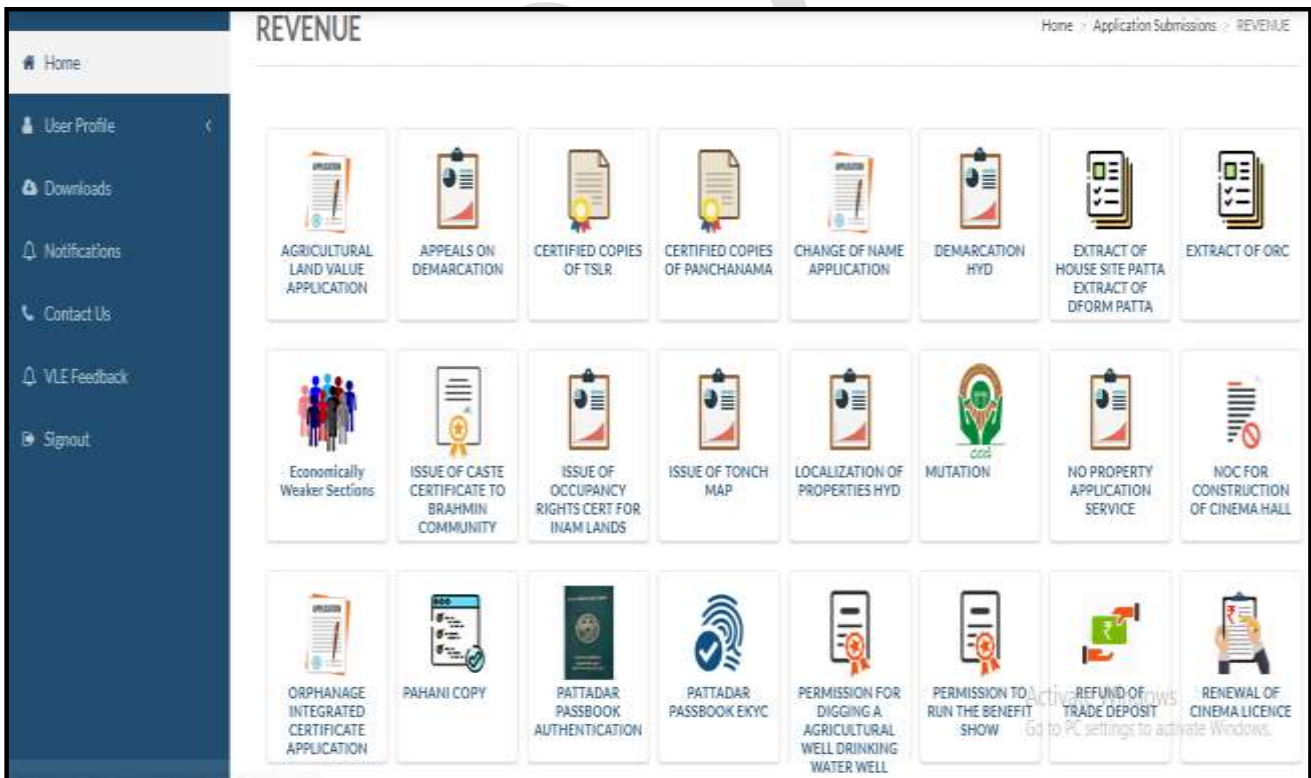 REVENUE
Home > Application Submissions > REVENUE
Home
User Profile
Downloads
Notifications
Contact Us
VLE Feedback
Signout
AGRICULTURAL
LAND VALUE
APPLICATION
APPEALS ON
DEMARCATION
CERTIFIED COPIES
OF TSLR
CERTIFIED COPIES
OF PANCHANAMA
CHANGE OF NAME
APPLICATION
DEMARCATION
HYD
EXTRACT OF
HOUSE SITE PATTA
EXTRACT OF
DFORM PATTA
EXTRACT OF ORC
Economically
Weaker Sections
ISSUE OF CASTE
CERTIFICATE TO
BRAHMIN
COMMUNITY
ISSUE OF
OCCUPANCY
RIGHTS CERT FOR
INAM LANDS
ISSUE OF TONCH
MAP
LOCALIZATION OF
PROPERTIES HYD
MUTATION
NO PROPERTY
APPLICATION
SERVICE
NOC FOR
CONSTRUCTION
OF CINEMA HALL
ORPHANAGE
INTEGRATED
CERTIFICATE
APPLICATION
PAHANI COPY
PATTADAR
PASSBOOK
AUTHENTICATION
PATTADAR
PASSBOOK EKYC
PERMISSION FOR
DIGGING A
AGRICULTURAL
WELL DRINKING
WATER WELL
PERMISSION TO
RUN THE BENEFIT
SHOW
REFUND OF
TRADE DEPOSIT
RENEWAL OF
CINEMA LICENCE
Activate Windows
Go to PC settings to activate Windows.